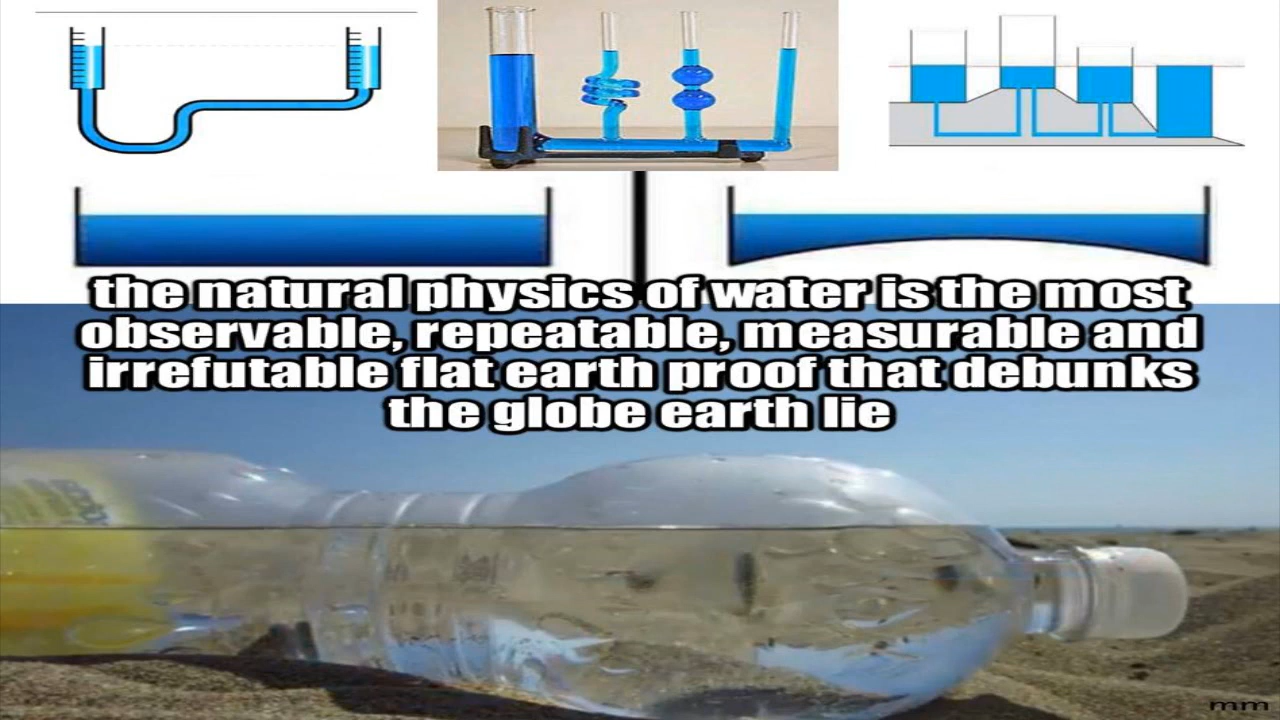 the natural physics of water is the most
observable, repeatable, measurable and
irrefutable flat earth proof that debunks
the globe earth lie
mm